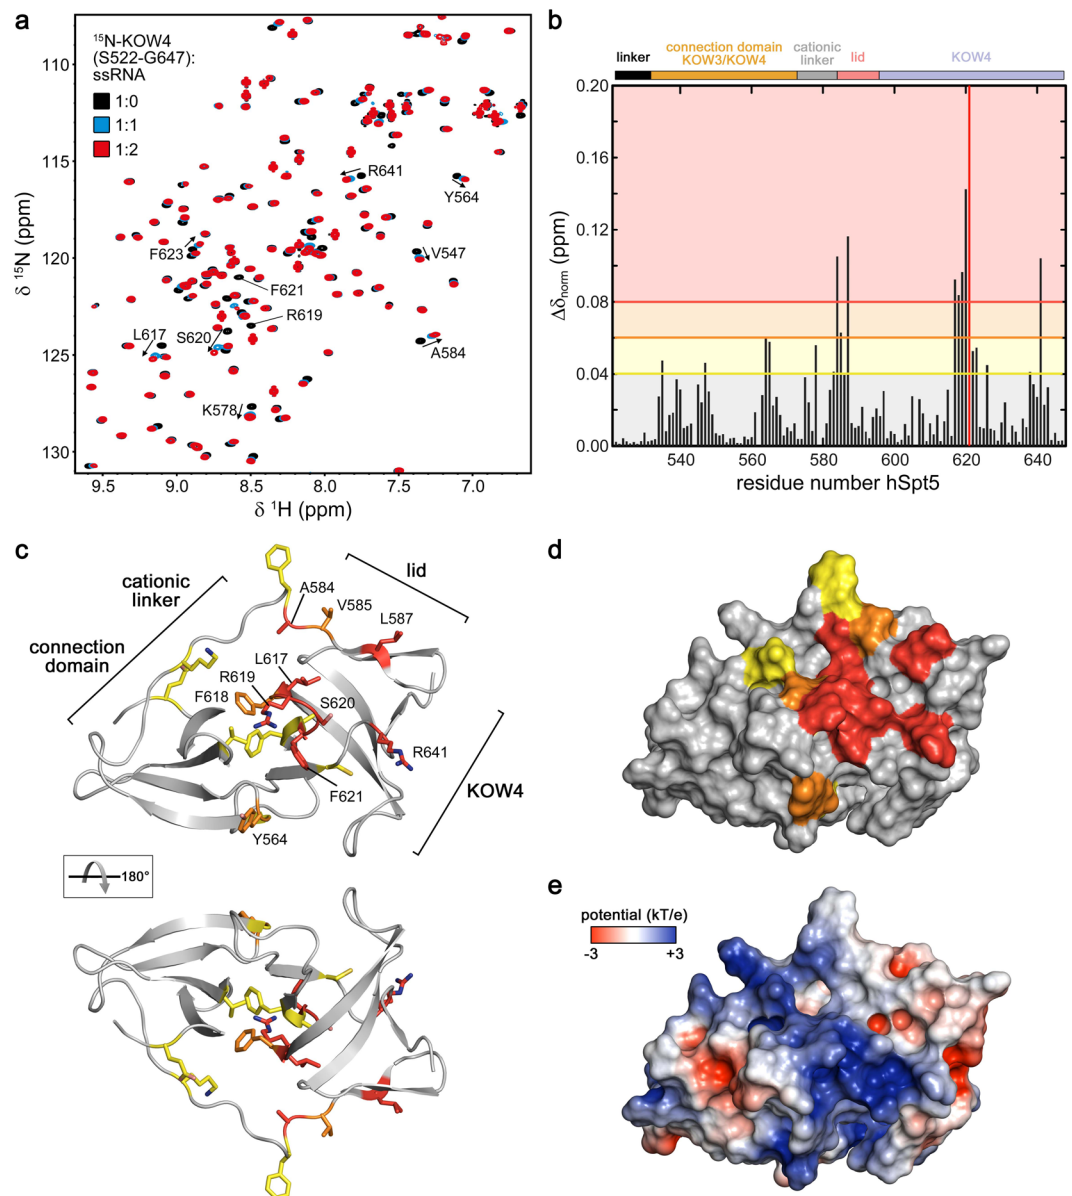 a
¹⁵N-KOW4
(S522-G647):
ssRNA
1:0
1:1
1:2
110
115
120
125
130
δ ¹⁵N (ppm)
9.5
9.0
8.5
8.0
7.5
7.0
δ ¹H (ppm)
R641
Y564
F623
V547
F621
R619
L617
S620
A584
K578
b
linker
connection domain
KOW3/KOW4
cationic
linker
lid
KOW4
0.20
0.16
0.12
0.08
0.04
0.00
Δδnorm (ppm)
540
560
580
600
620
640
residue number hSpt5
c
cationic
linker
connection
domain
lid
A584
V585
L587
L617
R619
F618
S620
R641
F621
KOW4
Y564
180°
d
e
potential (kT/e)
-3
+3